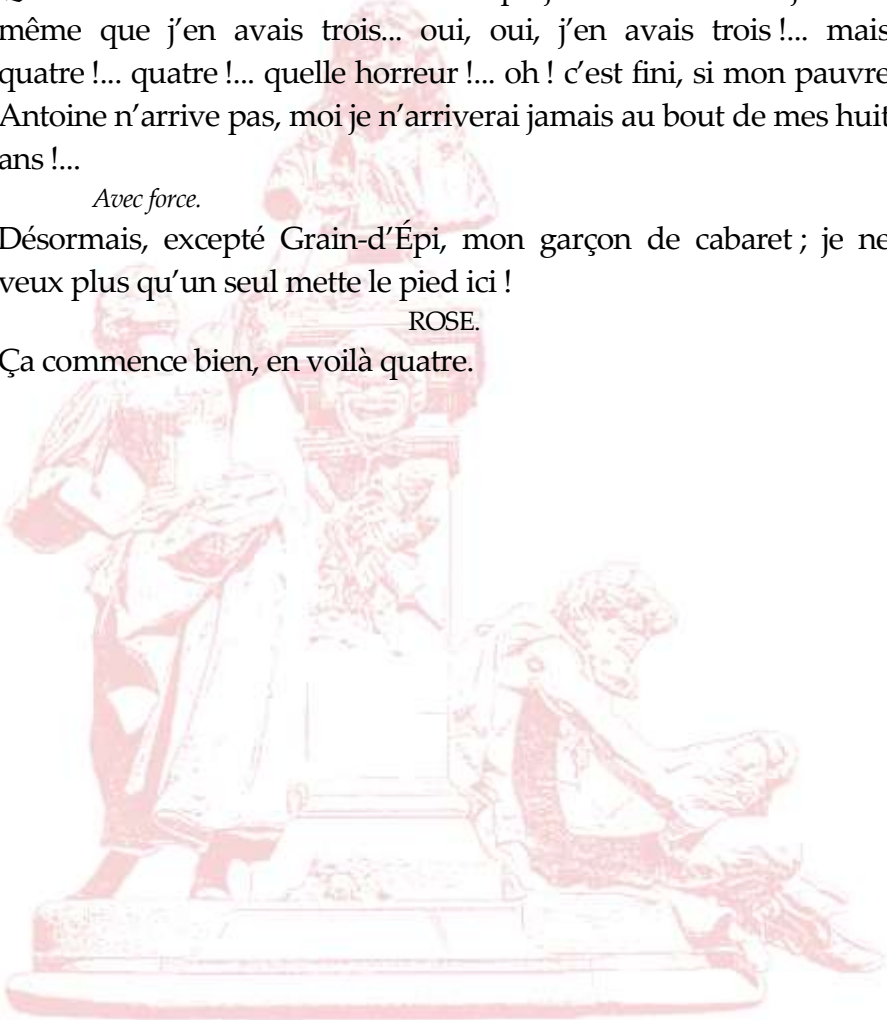 même que j’en avais trois... oui, oui, j’en avais trois !... mais
quatre !... quatre !... quelle horreur !... oh ! c’est fini, si mon pauvre
Antoine n’arrive pas, moi je n’arriverai jamais au bout de mes huit
ans !...
Avec force.
Désormais, excepté Grain-d’Épi, mon garçon de cabaret ; je ne
veux plus qu’un seul mette le pied ici !
ROSE.
Ça commence bien, en voilà quatre.